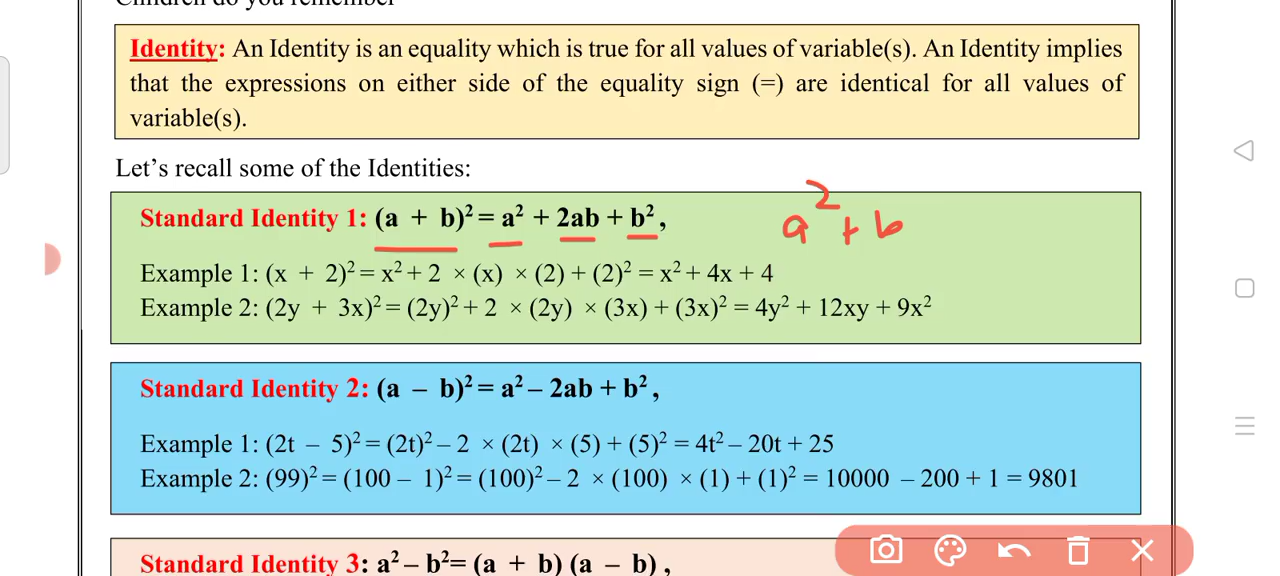 Children do you remember
Identity: An Identity is an equality which is true for all values of variable(s). An Identity implies
that the expressions on either side of the equality sign (=) are identical for all values of
variable(s).
Let’s recall some of the Identities:
Standard Identity 1: (a + b)² = a² + 2ab + b² ,
a² + b
Example 1: (x + 2)² = x² + 2 × (x) × (2) + (2)² = x² + 4x + 4
Example 2: (2y + 3x)² = (2y)² + 2 × (2y) × (3x) + (3x)² = 4y² + 12xy + 9x²
Standard Identity 2: (a – b)² = a² – 2ab + b² ,
Example 1: (2t – 5)² = (2t)² – 2 × (2t) × (5) + (5)² = 4t² – 20t + 25
Example 2: (99)² = (100 – 1)² = (100)² – 2 × (100) × (1) + (1)² = 10000 – 200 + 1 = 9801
Standard Identity 3: a² – b² = (a + b) (a – b) ,